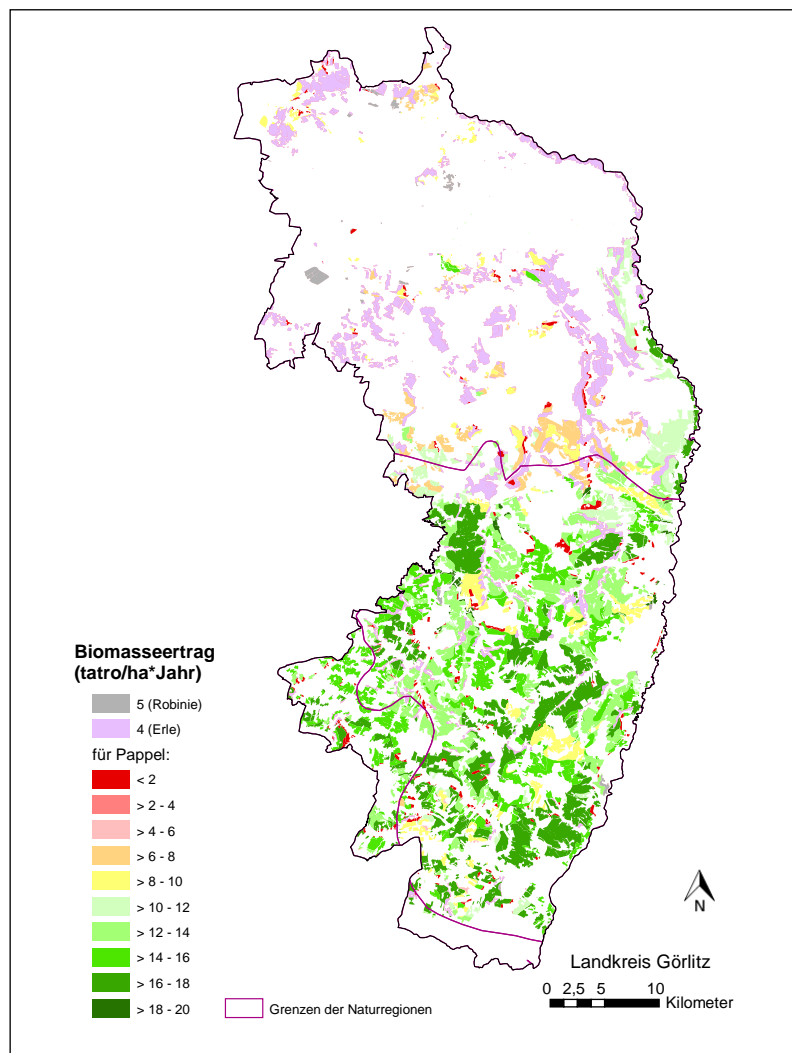 Biomasseertrag
(tatro/ha*Jahr)
5 (Robinie)
4 (Erle)
für Pappel:
< 2
> 2 - 4
> 4 - 6
> 6 - 8
> 8 - 10
> 10 - 12
> 12 - 14
> 14 - 16
> 16 - 18
> 18 - 20
Grenzen der Naturregionen
N
Landkreis Görlitz
0 2,5 5 10
Kilometer